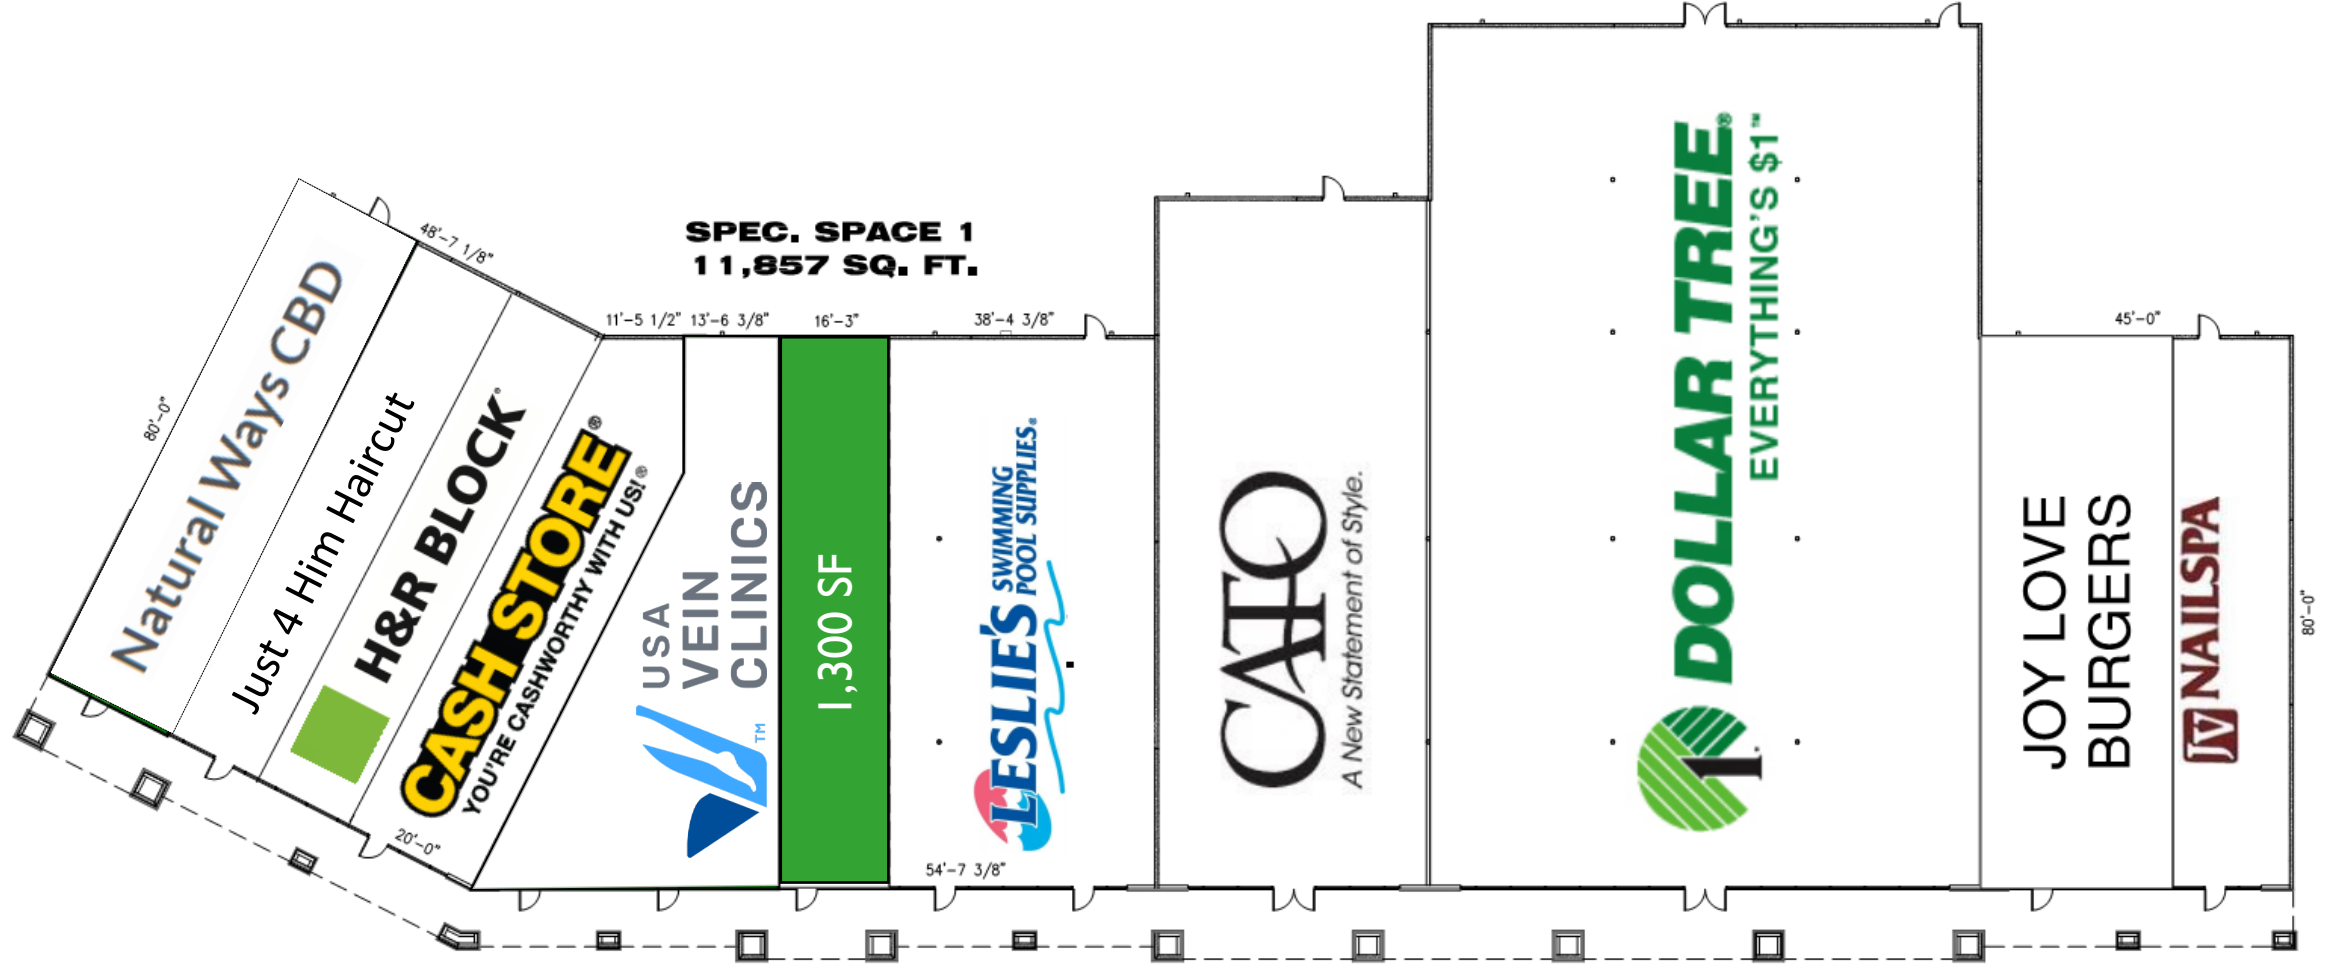 SPEC. SPACE 1
11,857 SQ. FT.
48'-7 1/8"
11'-5 1/2"
13'-6 3/8"
16'-3"
38'-4 3/8"
45'-0"
80'-0"
Natural Ways CBD
Just 4 Him Haircut
H&R BLOCK®
CASH STORE®
YOU'RE CASHWORTHY WITH US!®
20'-0"
USA
VEIN
CLINICS
TM
1,300 SF
LESLIE'S
SWIMMING
POOL SUPPLIES®
54'-7 3/8"
CATO
A New Statement of Style.
1
DOLLAR TREE®
EVERYTHING'S $1™
JOY LOVE
BURGERS
JV NAILSPA
80'-0"